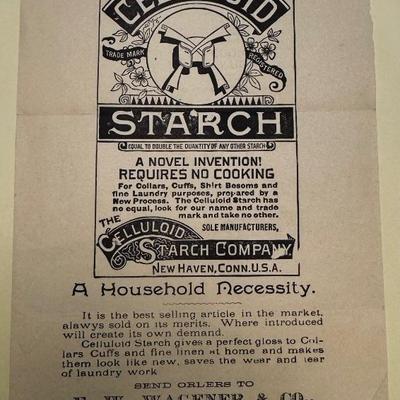 CELLULOID
TRADE MARK
REGISTERED
STARCH
EQUAL TO DOUBLE THE QUANTITY OF ANY OTHER STARCH
A NOVEL INVENTION!
REQUIRES NO COOKING
For Collars, Cuffs, Shirt Bosoms and
fine Laundry purposes, prepared by a
New Process. The Celluloid Starch has
no equal, look for our name and trade
mark and take no other.
SOLE MANUFACTURERS,
THE
CELLULOID
STARCH COMPANY
NEW HAVEN, CONN. U.S.A.
A Household Necessity.
It is the best selling article in the market,
alawys sold on its merits. Where introduced
will create its own demand.
Celluloid Starch gives a perfect gloss to Col-
lars Cuffs and fine linen at home and makes
them look like new, saves the wear and tear
of laundry work
SEND ORLERS TO
F. W. WAGENER & CO.,